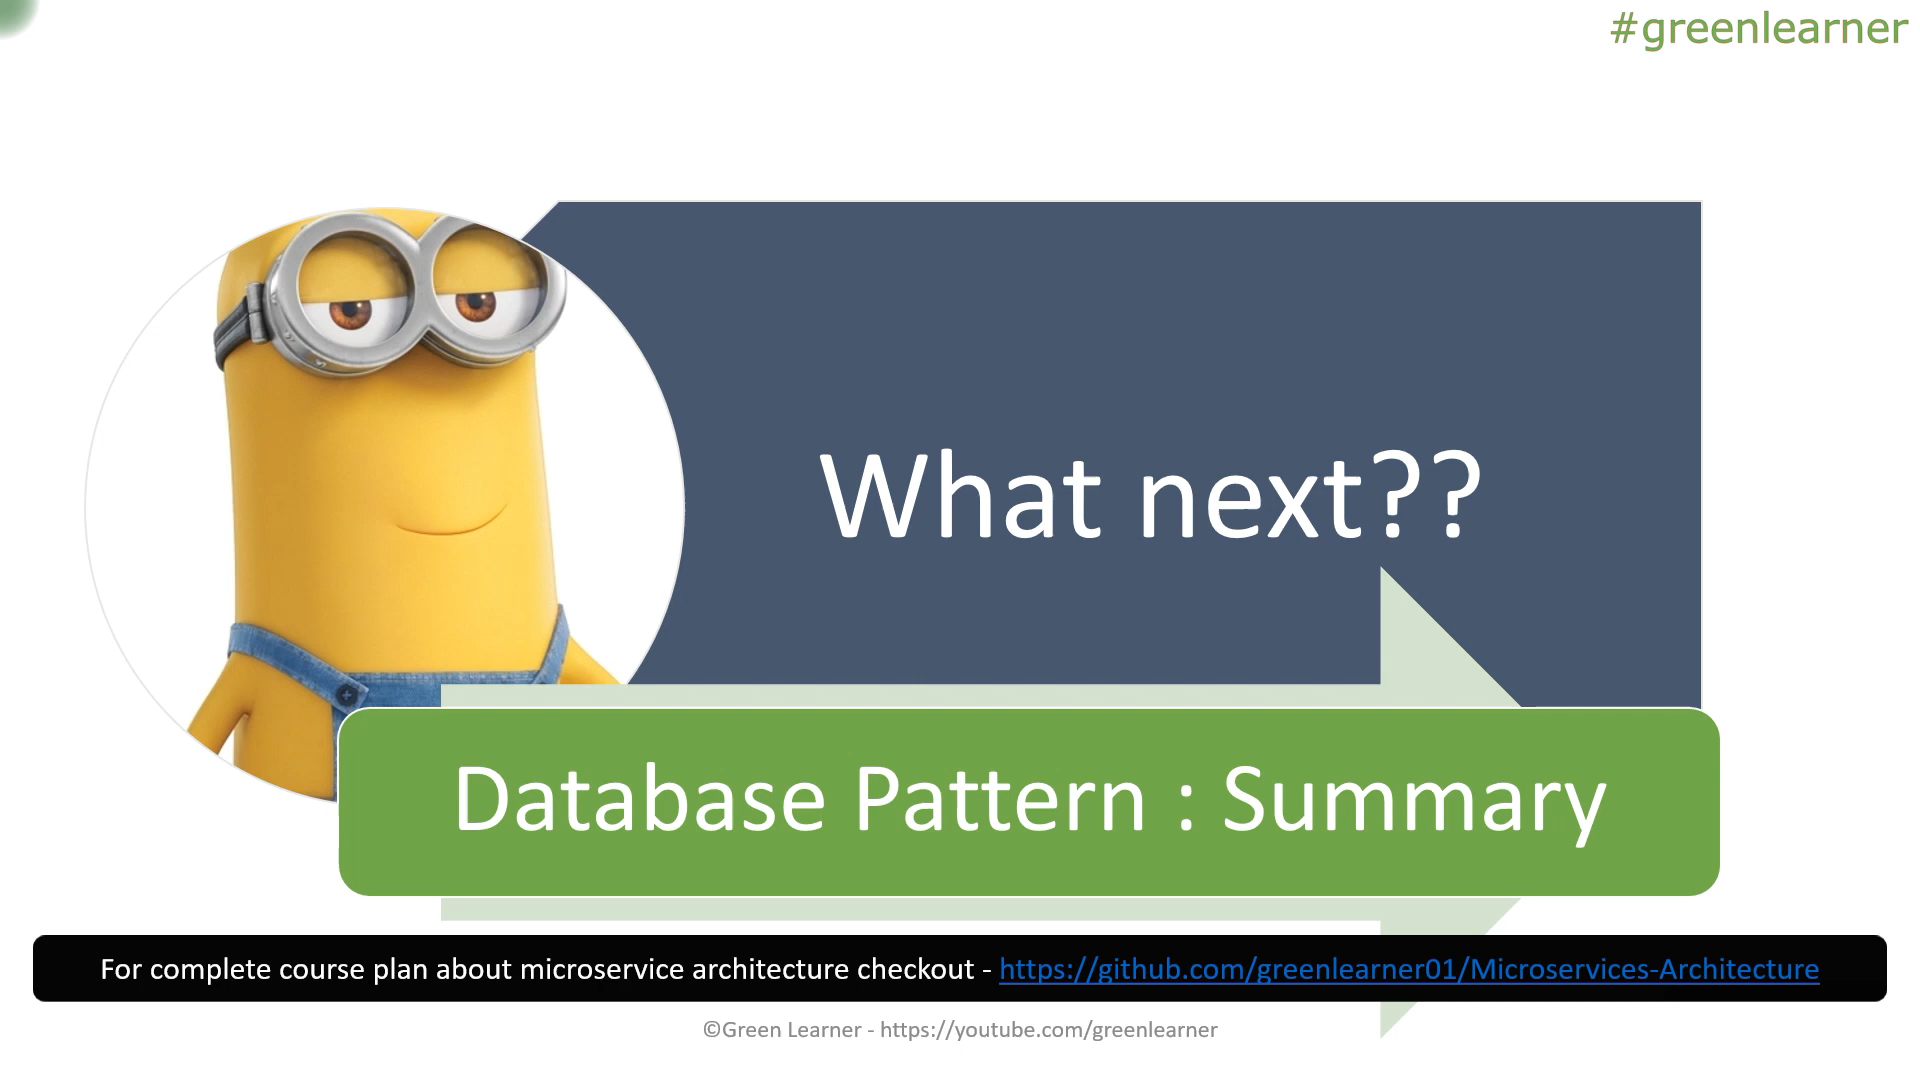 #greenlearner
What next??
Database Pattern : Summary
For complete course plan about microservice architecture checkout - https://github.com/greenlearner01/Microservices-Architecture
©Green Learner - https://youtube.com/greenlearner